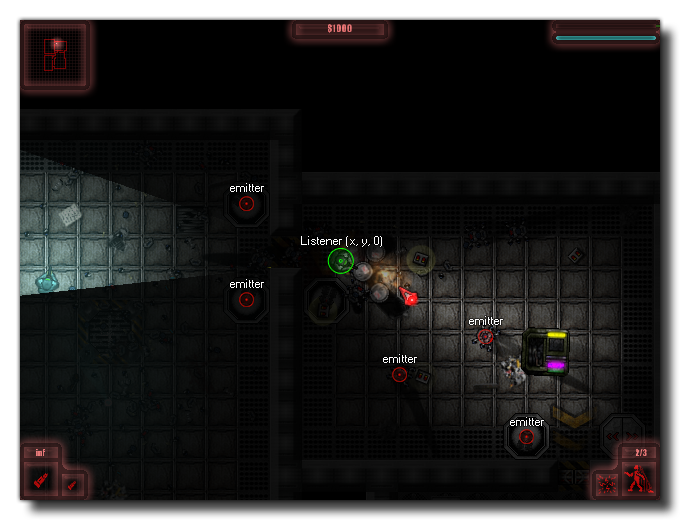 $1000
emitter
Listener (x, y, 0)
emitter
emitter
emitter
emitter
inf
2/3